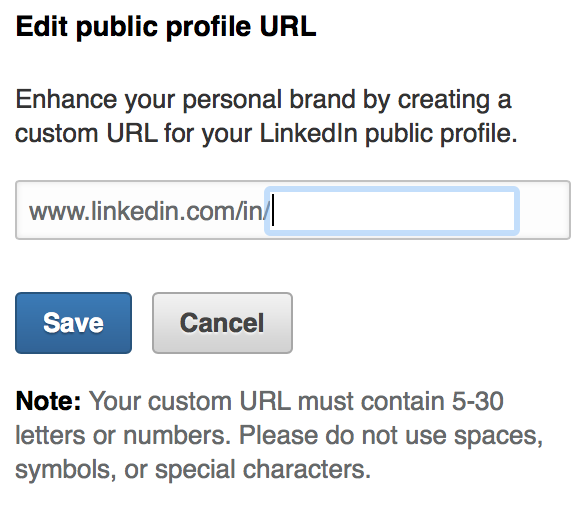 Edit public profile URL
Enhance your personal brand by creating a
custom URL for your LinkedIn public profile.
www.linkedin.com/in/
Save Cancel
Note: Your custom URL must contain 5-30
letters or numbers. Please do not use spaces,
symbols, or special characters.